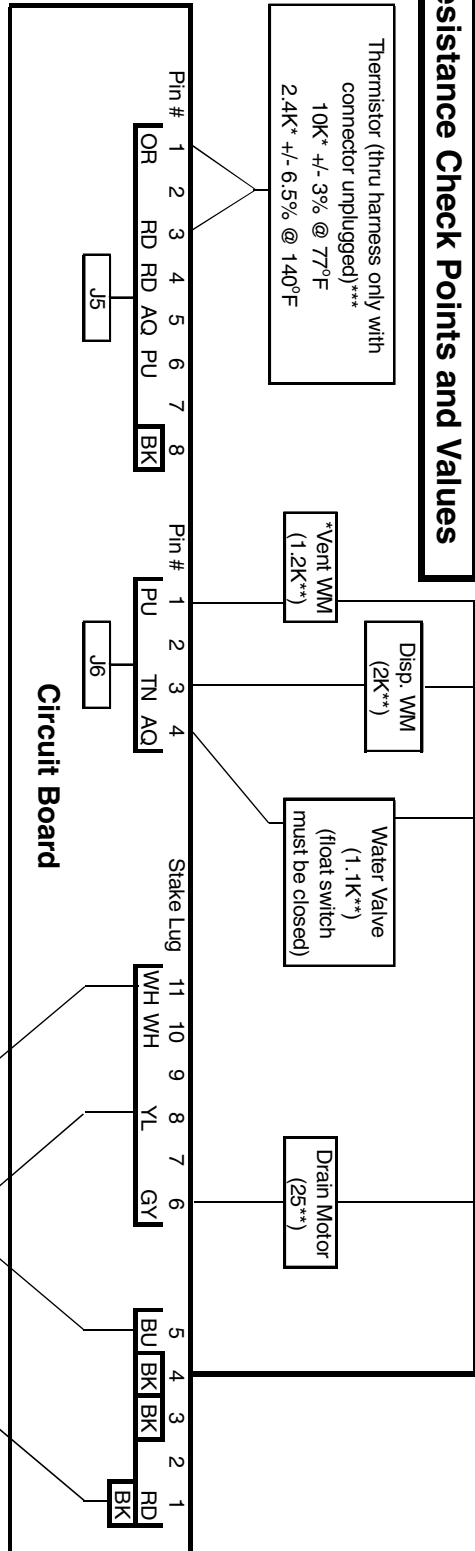 esistance Check Points and Values
Thermistor (thru harness only with
connector unplugged)***
10K* +/- 3% @ 77°F
2.4K* +/- 6.5% @ 140°F
*Vent WM
(1.2K**)
Disp. WM
(2K**)
Water Valve
(1.1K**)
(float switch
must be closed)
Drain Motor
(25**)
Pin # 1 2 3 4 5 6 7 8
OR RD RD AQ PU BK
J5
Pin # 1 2 3 4
PU TN AQ
J6
Stake Lug 11 10 9 8 7 6 5 4 3 2 1
WH WH YL GY BU BK BK RD
BK
Circuit Board